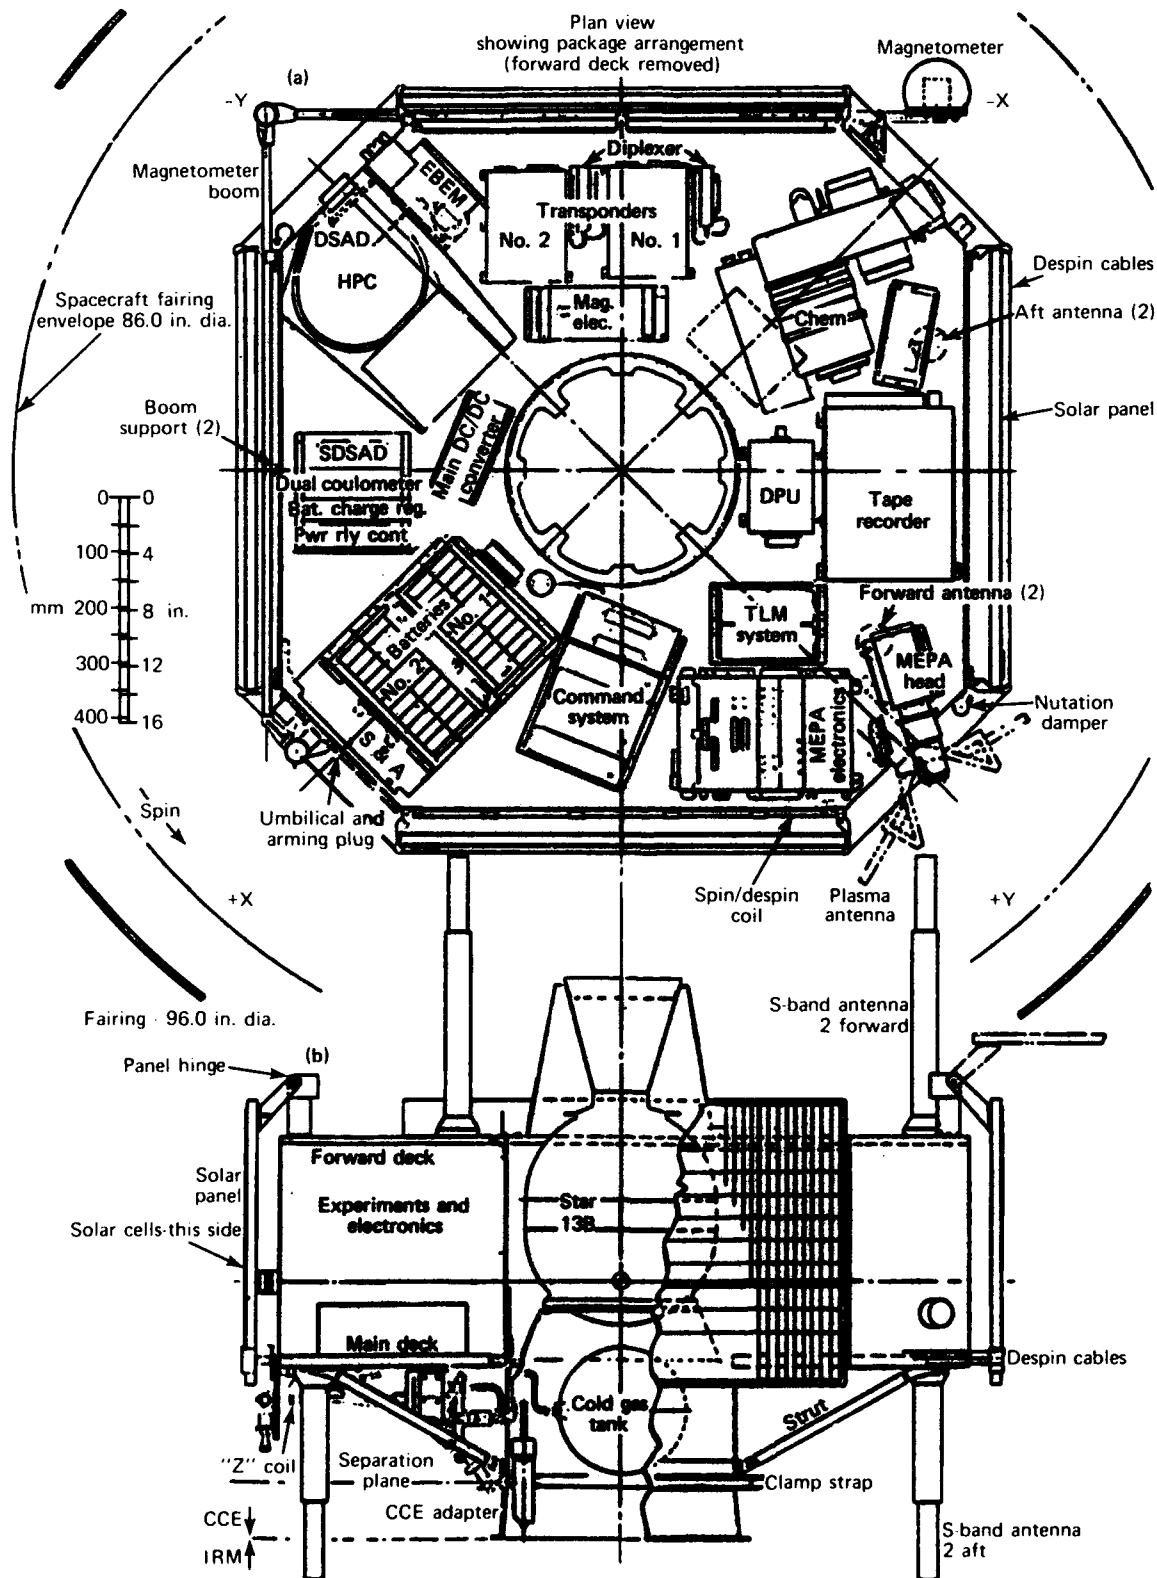 Plan view
showing package arrangement
(forward deck removed)
Magnetometer
(a)
-Y
-X
Magnetometer
boom
EBEM
Diplexer
Transponders
No. 2
No. 1
DSAD
HPC
Mag.
elec.
Chem
Despin cables
Aft antenna (2)
Spacecraft fairing
envelope 86.0 in. dia.
Solar panel
Boom
support (2)
SDSAD
Dual coulometer
Bat. charge reg.
Pwr rly cont
Main DC/DC
converter
DPU
Tape
recorder
0 0
100 4
mm 200 8 in.
300 12
400 16
Batteries
No. 1
No. 2
S & A
Command
system
TLM
system
Forward antenna (2)
MEPA
head
MEPA
electronics
Nutation
damper
Spin
Umbilical and
arming plug
Spin/despin
coil
Plasma
antenna
+X
+Y
Fairing - 96.0 in. dia.
S-band antenna
2 forward
(b)
Panel hinge
Forward deck
Solar
panel
Experiments and
electronics
Star
13B
Solar cells-this side
Main deck
Despin cables
Cold gas
tank
Strut
"Z" coil
Separation
plane
Clamp strap
CCE adapter
CCE
IRM
S-band antenna
2 aft